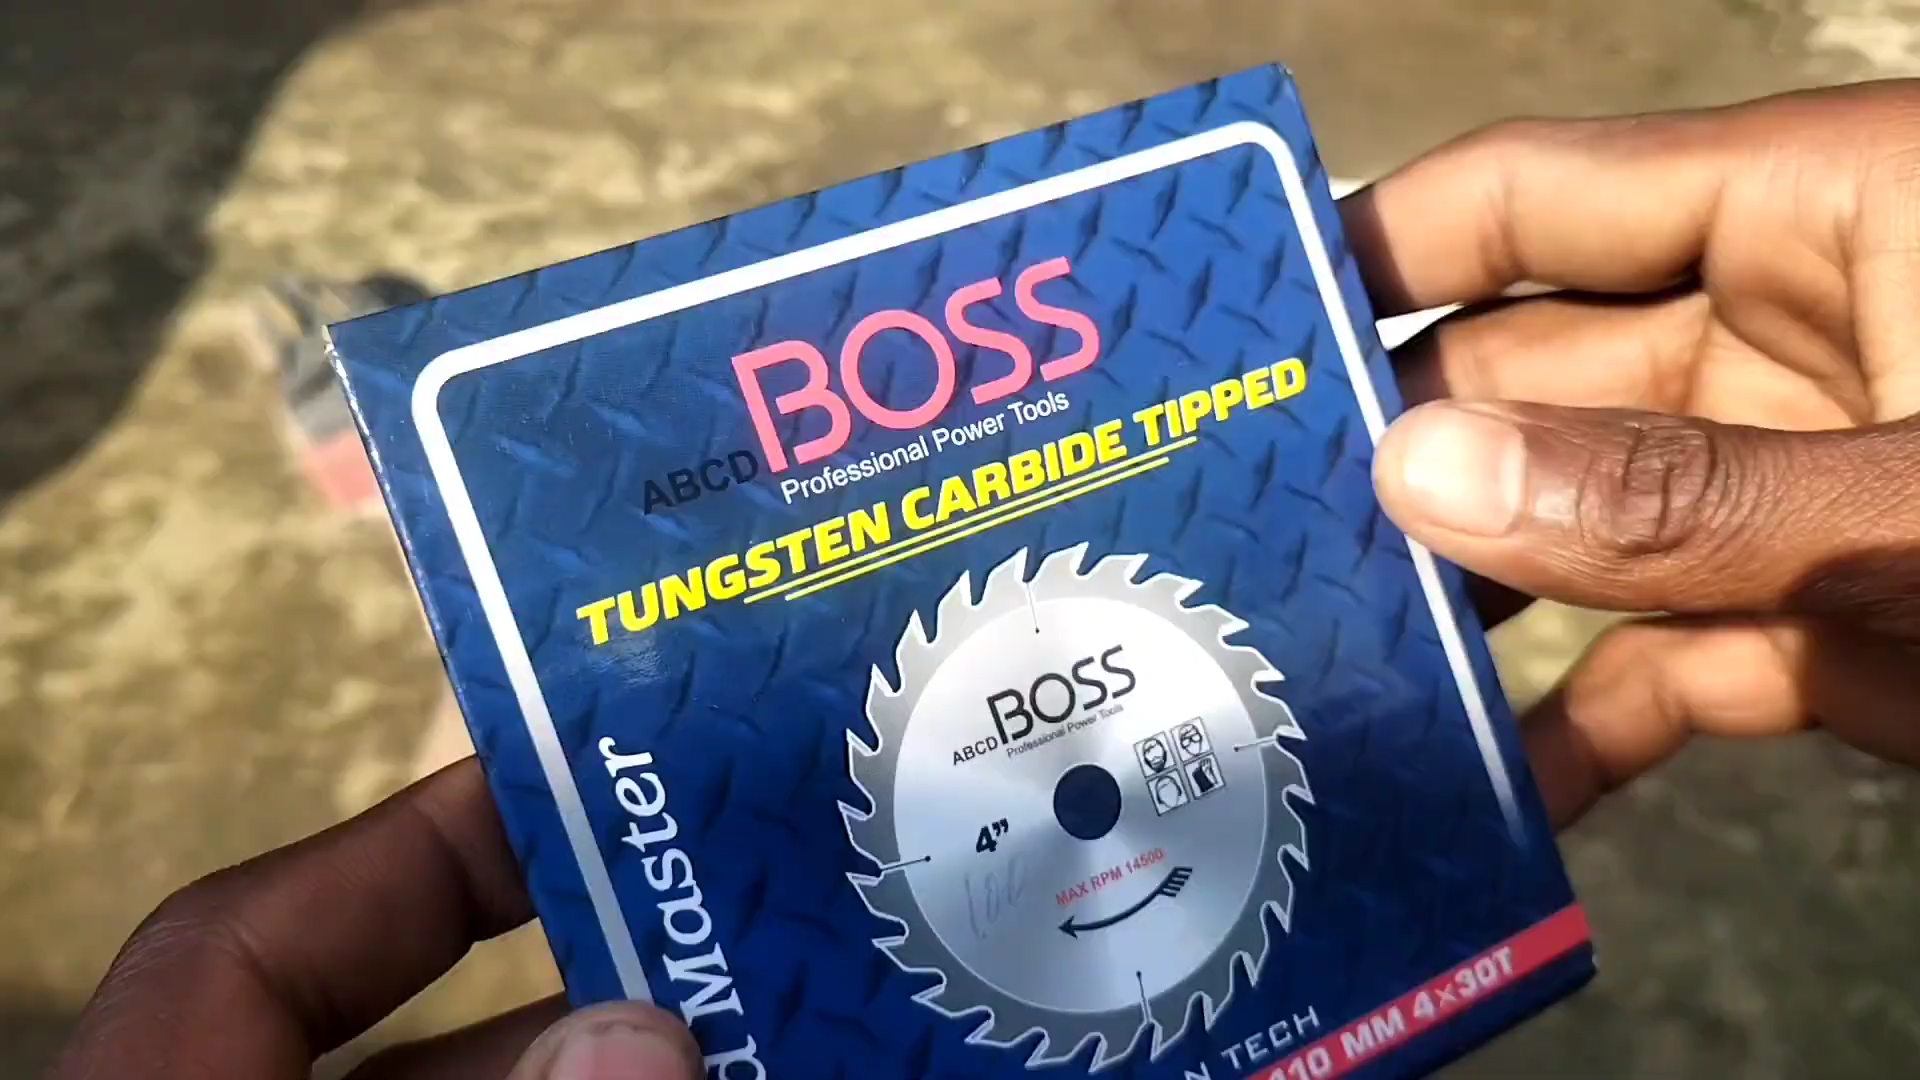 BOSS
ABCD
Professional Power Tools
TUNGSTEN CARBIDE TIPPED
BOSS
ABCD
Professional Power Tools
4”
MAX RPM 14500
Master
TECH
110 MM 4×30T